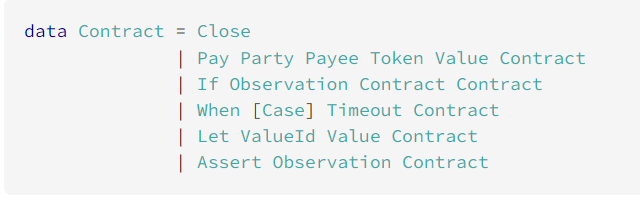 data Contract = Close
| Pay Party Payee Token Value Contract
| If Observation Contract Contract
| When [Case] Timeout Contract
| Let ValueId Value Contract
| Assert Observation Contract